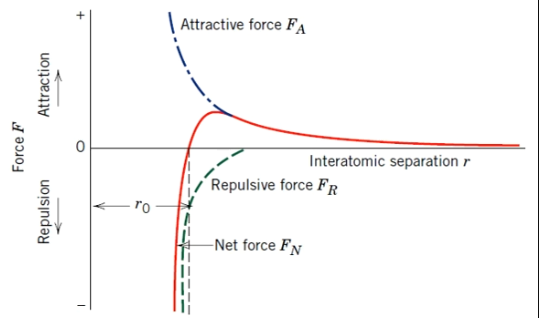 +
Attractive force F_A
Attraction
Force F
0
Interatomic separation r
Repulsive force F_R
Repulsion
r_0
Net force F_N
−